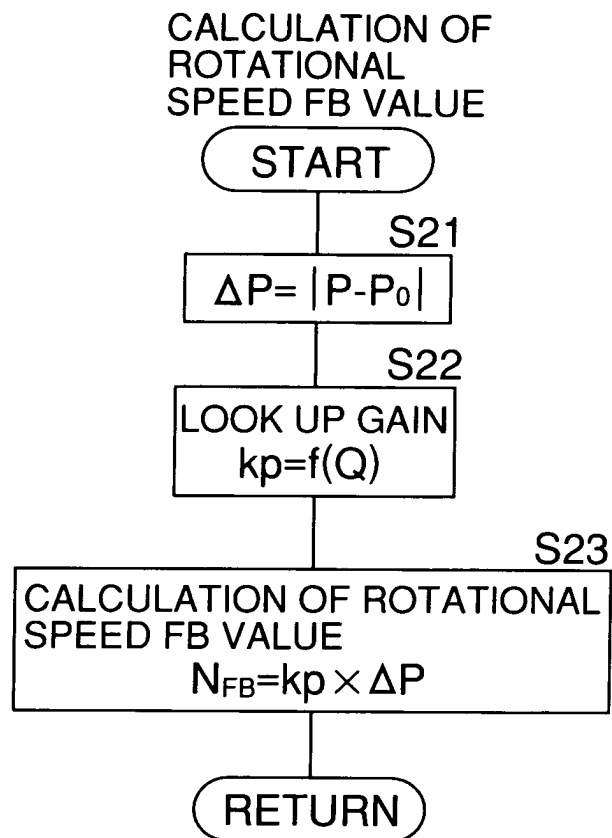 CALCULATION OF
ROTATIONAL
SPEED FB VALUE
START
S21
ΔP= |P-P₀|
S22
LOOK UP GAIN
kp=f(Q)
S23
CALCULATION OF ROTATIONAL
SPEED FB VALUE
NFB=kp × ΔP
RETURN